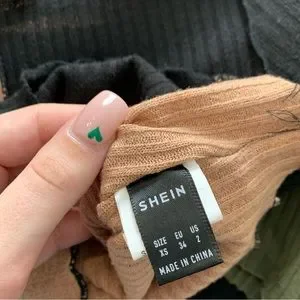 SHEIN
SIZE EU US
XS 34 2
MADE IN CHINA